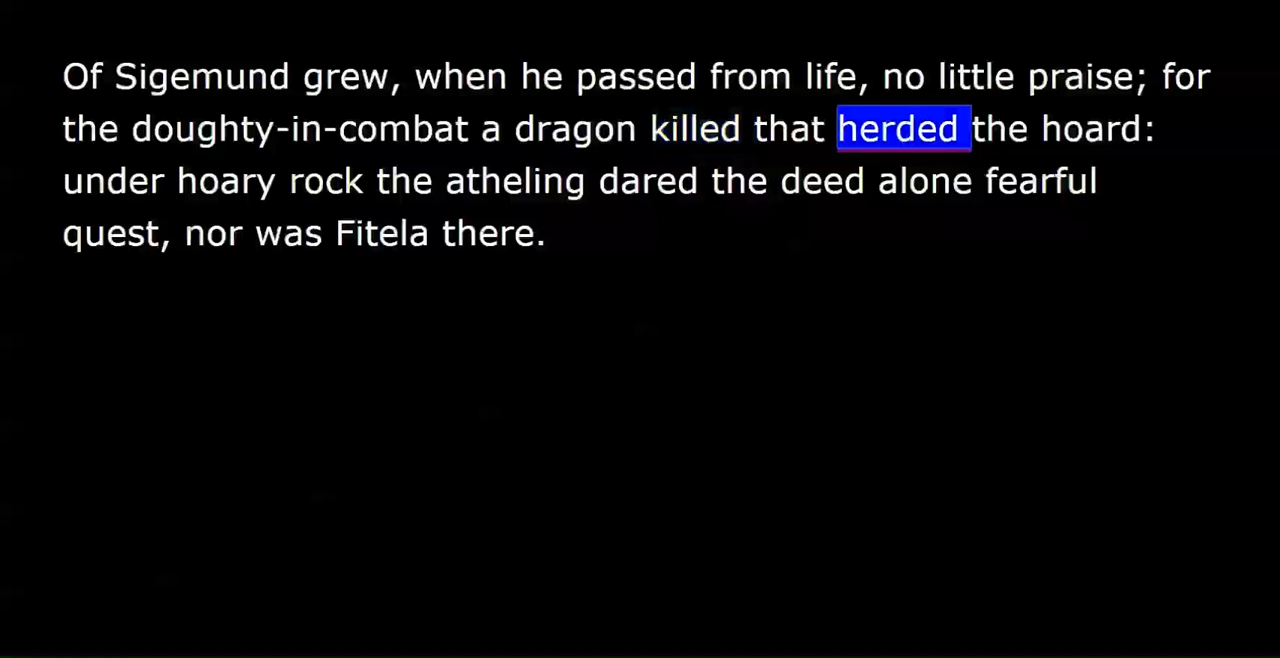 Of Sigemund grew, when he passed from life, no little praise; for
the doughty-in-combat a dragon killed that herded the hoard:
under hoary rock the atheling dared the deed alone fearful
quest, nor was Fitela there.